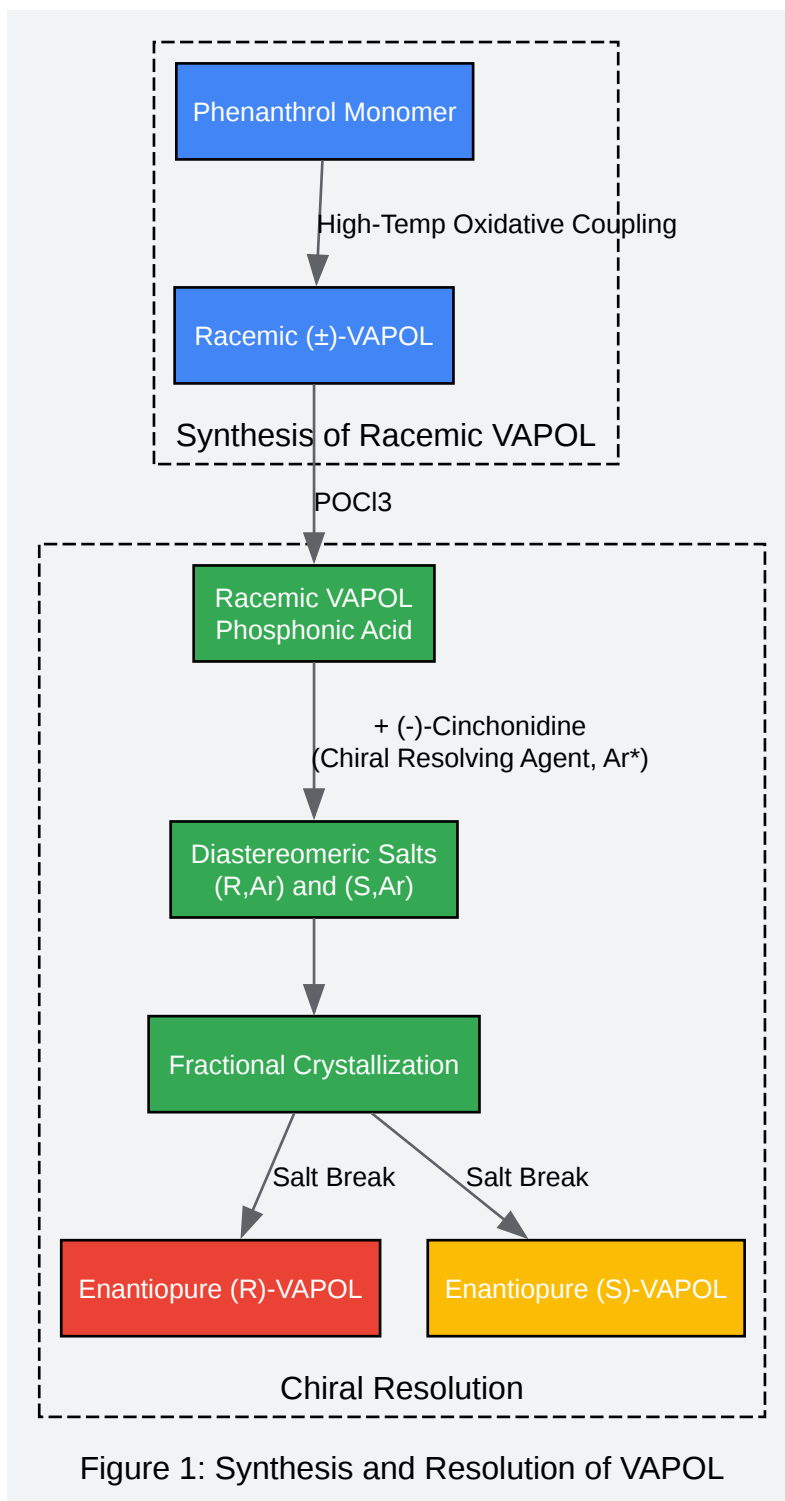 Phenanthrol Monomer
High-Temp Oxidative Coupling
Racemic (±)-VAPOL
Synthesis of Racemic VAPOL
POCl3
Racemic VAPOL
Phosphonic Acid
+ (-)-Cinchonidine
(Chiral Resolving Agent, Ar*)
Diastereomeric Salts
(R,Ar) and (S,Ar)
Fractional Crystallization
Salt Break
Salt Break
Enantiopure (R)-VAPOL
Enantiopure (S)-VAPOL
Chiral Resolution
Figure 1: Synthesis and Resolution of VAPOL